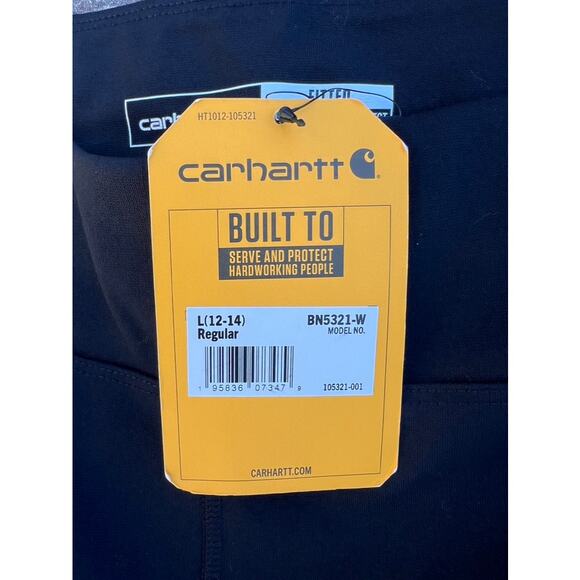 FITTED
HT1012-105321
carhartt
BUILT TO
SERVE AND PROTECT
HARDWORKING PEOPLE
L(12-14)
BN5321-W
Regular
MODEL NO.
1 95836 07347 9
105321-001
CARHARTT.COM